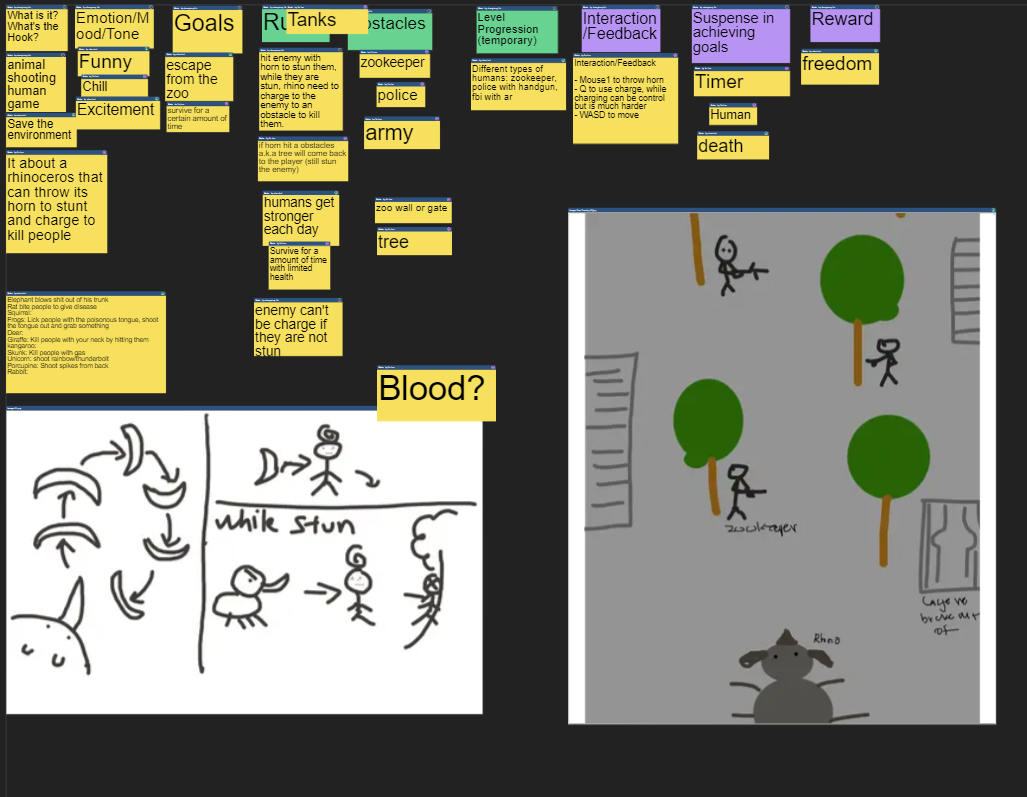 What is it?
What's the
Hook?
animal
shooting
human
game
Save the
environment
It about a
rhinoceros that
can throw its
horn to stunt
and charge to
kill people
Elephant blows shit out of his trunk
Rat bite people to give disease
Squirrel:
Frogs: Lick people with the poisonous tongue, shoot
the tongue out and grab something
Deer:
Giraffe: Kill people with your neck by hitting them
kangaroo:
Skunk: Kill people with gas
Unicorn: shoot rainbow/thunderbolt
Porcupine: Shoot spikes from back
Rabbit:
Emotion/M
ood/Tone
Funny
Chill
Excitement
Goals
escape
from the
zoo
survive for a
certain amount of
time
Ru
Tanks
hit enemy with
horn to stun them,
while they are
stun, rhino need to
charge to the
enemy to an
obstacle to kill
them.
if horn hit a obstacles
a.k.a tree will come back
to the player (still stun
the enemy)
humans get
stronger
each day
Survive for a
amount of time
with limited
health
enemy can't
be charge if
they are not
stun
bstacles
zookeeper
police
army
zoo wall or gate
tree
Blood?
Level
Progression
(temporary)
Different types of
humans: zookeeper,
police with handgun,
fbi with ar
Interaction
/Feedback
Interaction/Feedback
- Mouse1 to throw horn
- Q to use charge, while
charging can be control
but is much harder
- WASD to move
Suspense in
achieving
goals
Timer
Human
death
Reward
freedom
while stun
zookeeper
Rhno
of